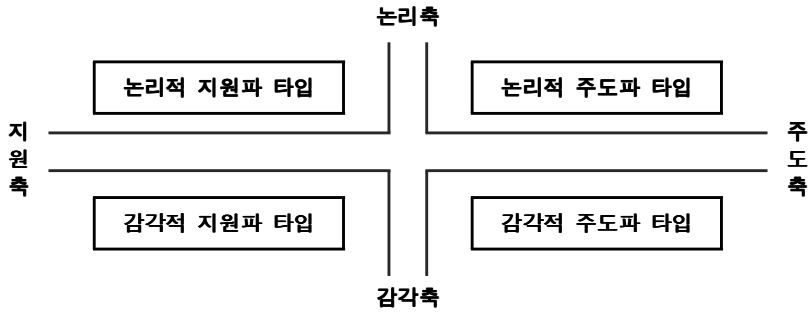 논리축
논리적 지원파 타입
논리적 주도파 타입
지원축
주도축
감각적 지원파 타입
감각적 주도파 타입
감각축